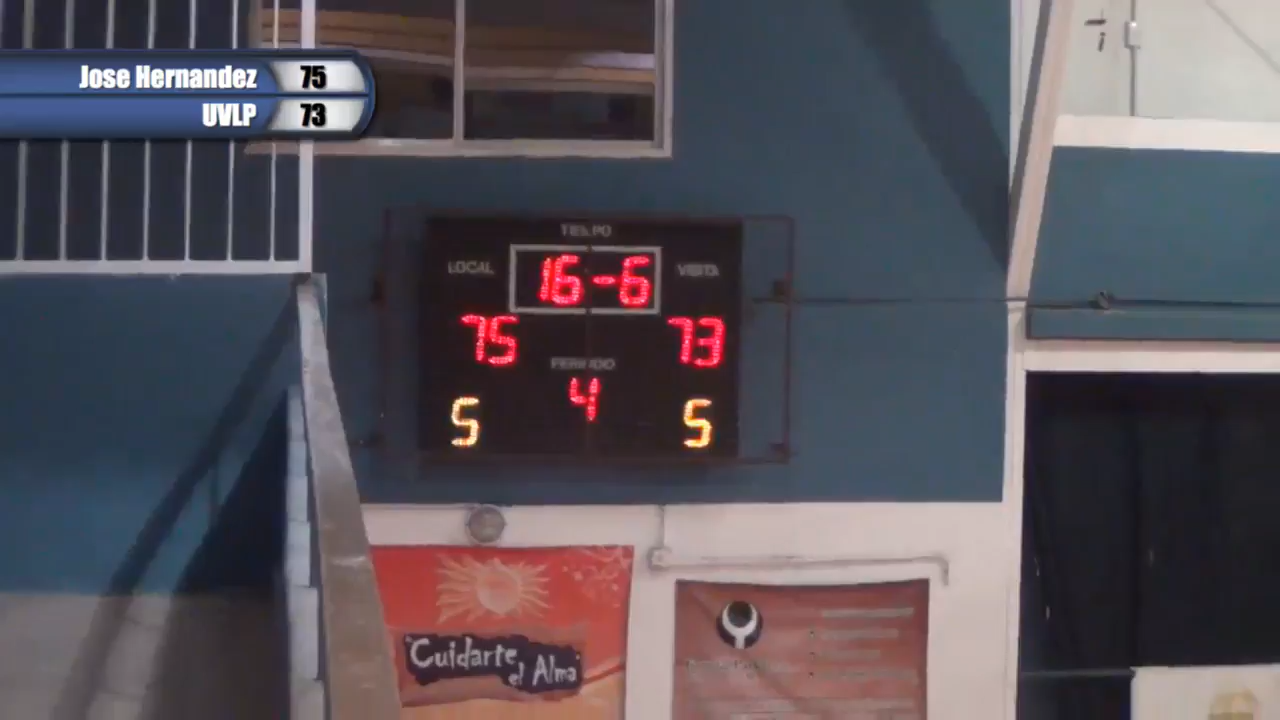 Jose Hernandez 75
UVLP 73
TIEMPO
LOCAL 16-6 VISITA
75 73
PERIODO
4
5 5
"Cuidarte
el Alma"